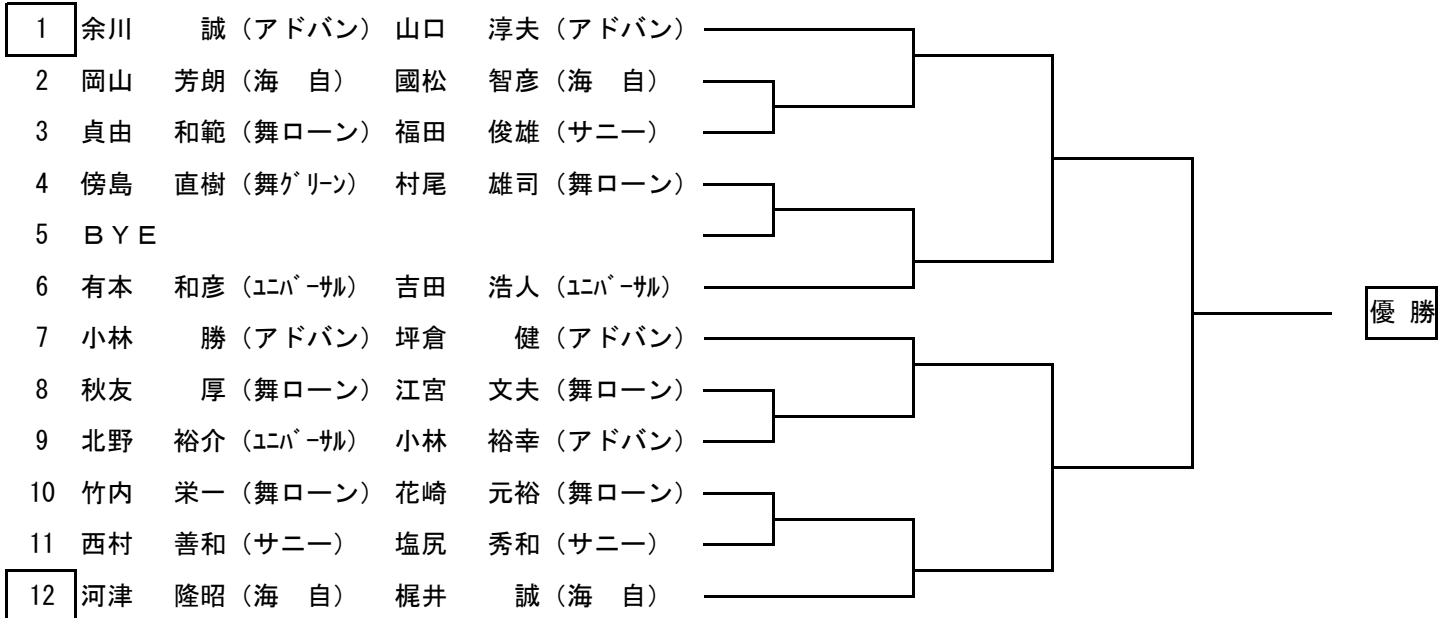 1 余川 誠（アドバン） 山口 淳夫（アドバン）
2 岡山 芳朗（海 自） 國松 智彦（海 自）
3 貞由 和範（舞ローン） 福田 俊雄（サニー）
4 傍島 直樹（舞ｸﾞﾘｰﾝ） 村尾 雄司（舞ローン）
5 ＢＹＥ
6 有本 和彦（ﾕﾆﾊﾞｰｻﾙ） 吉田 浩人（ﾕﾆﾊﾞｰｻﾙ）
優 勝
7 小林 勝（アドバン） 坪倉 健（アドバン）
8 秋友 厚（舞ローン） 江宮 文夫（舞ローン）
9 北野 裕介（ﾕﾆﾊﾞｰｻﾙ） 小林 裕幸（アドバン）
10 竹内 栄一（舞ローン） 花崎 元裕（舞ローン）
11 西村 善和（サニー） 塩尻 秀和（サニー）
12 河津 隆昭（海 自） 梶井 誠（海 自）